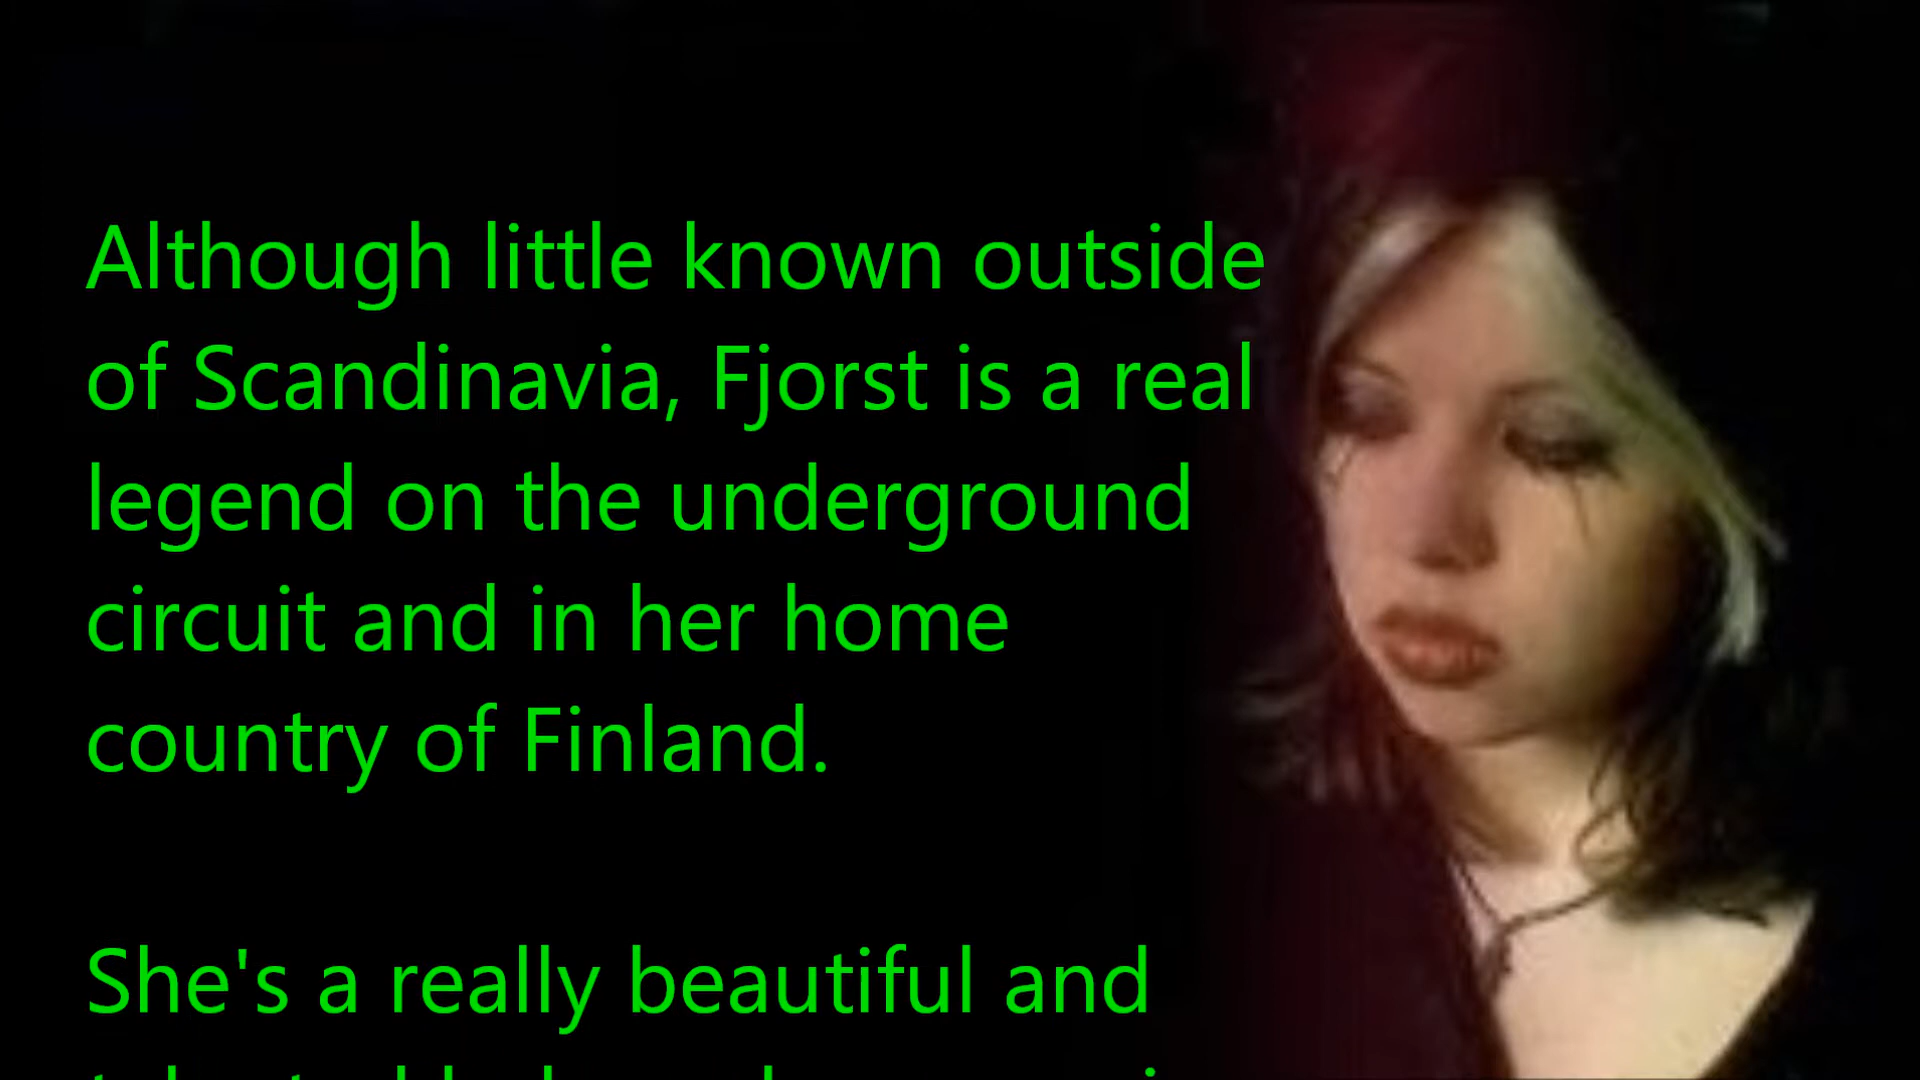 Although little known outside
of Scandinavia, Fjorst is a real
legend on the underground
circuit and in her home
country of Finland.
She's a really beautiful and